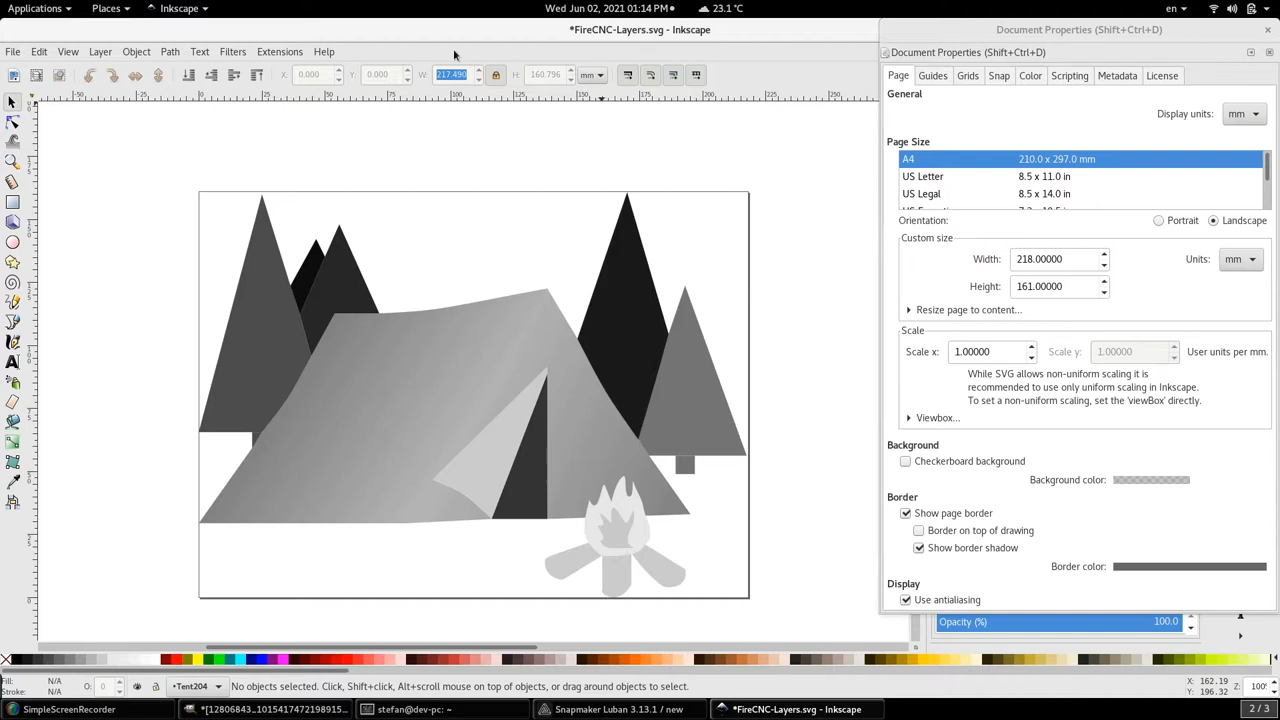 Applications Places Inkscape Wed Jun 02, 2021 01:14 PM 23.1 °C en
*FireCNC-Layers.svg - Inkscape
Document Properties (Shift+Ctrl+D)
File Edit View Layer Object Path Text Filters Extensions Help
Document Properties (Shift+Ctrl+D)
X: 0.000 Y: 0.000 W: 217.490 H: 160.796 mm
Page Guides Grids Snap Color Scripting Metadata License
General
Display units: mm
Page Size
A4 210.0 x 297.0 mm
US Letter 8.5 x 11.0 in
US Legal 8.5 x 14.0 in
Orientation: Portrait Landscape
Custom size
Width: 218.00000 Units: mm
Height: 161.00000
Resize page to content...
Scale
Scale x: 1.00000 Scale y: 1.00000 User units per mm.
While SVG allows non-uniform scaling it is
recommended to use only uniform scaling in Inkscape.
To set a non-uniform scaling, set the 'viewBox' directly.
Viewbox...
Background
Checkerboard background
Background color:
Border
Show page border
Border on top of drawing
Show border shadow
Border color:
Display
Use antialiasing
Opacity (%) 100.0
Fill: N/A
Stroke: N/A
O: 0
•Tent204
No objects selected. Click, Shift+click, Alt+scroll mouse on top of objects, or drag around objects to select.
X: 162.19
Y: 196.32
Z: 100%
SimpleScreenRecorder *[12806843_1015417472198915... stefan@dev-pc: ~ Snapmaker Luban 3.13.1 / new *FireCNC-Layers.svg - Inkscape 2 / 3